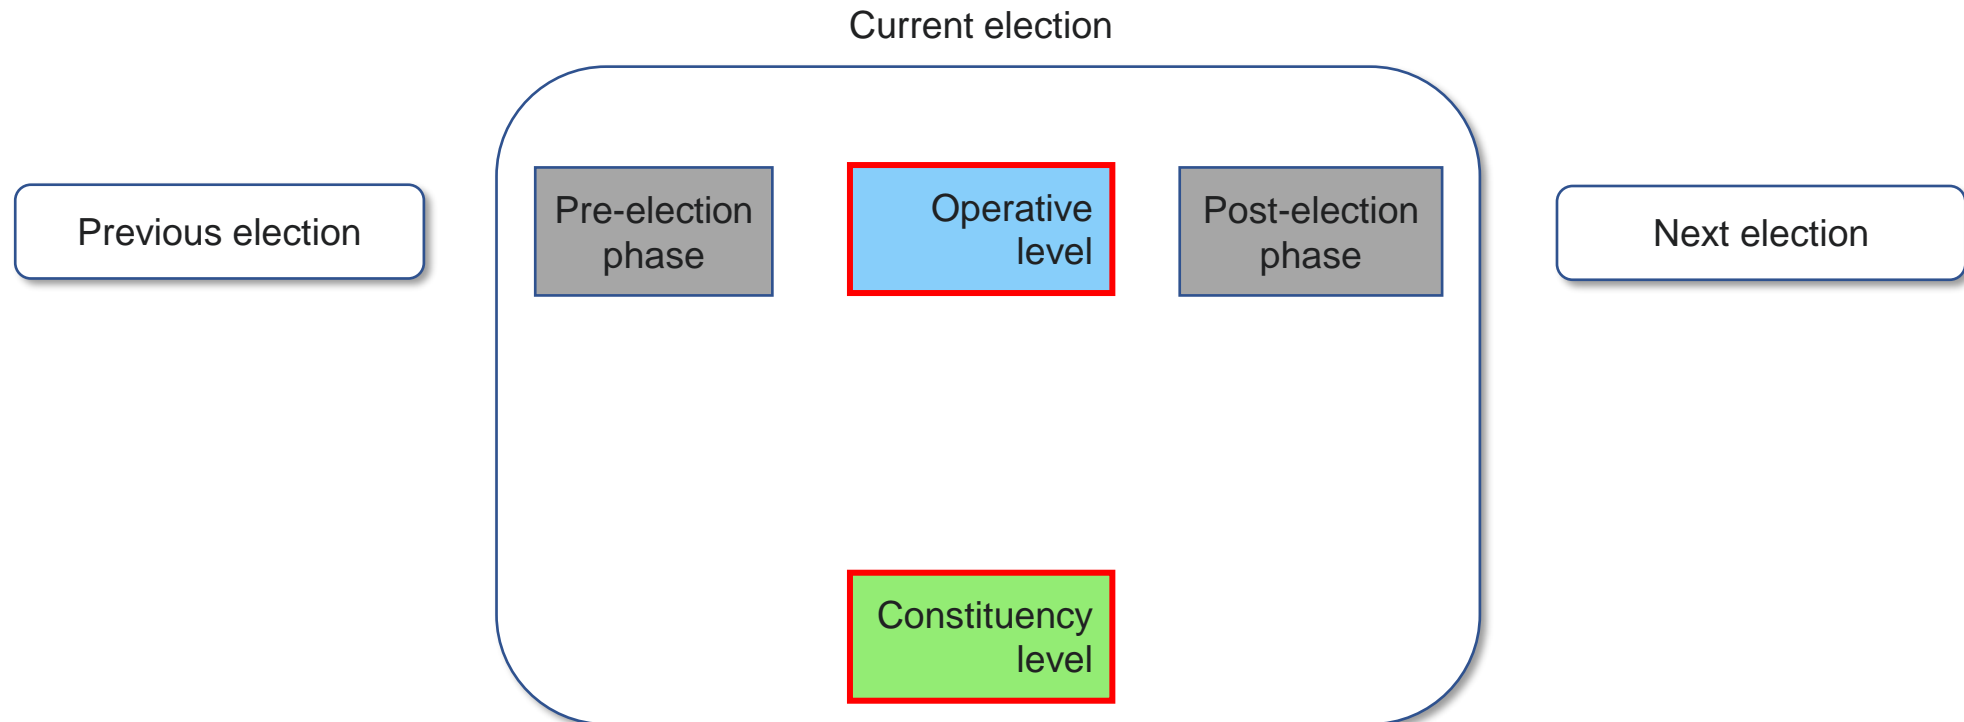 Current election
Previous election
Pre-election
phase
Operative
level
Post-election
phase
Next election
Constituency
level